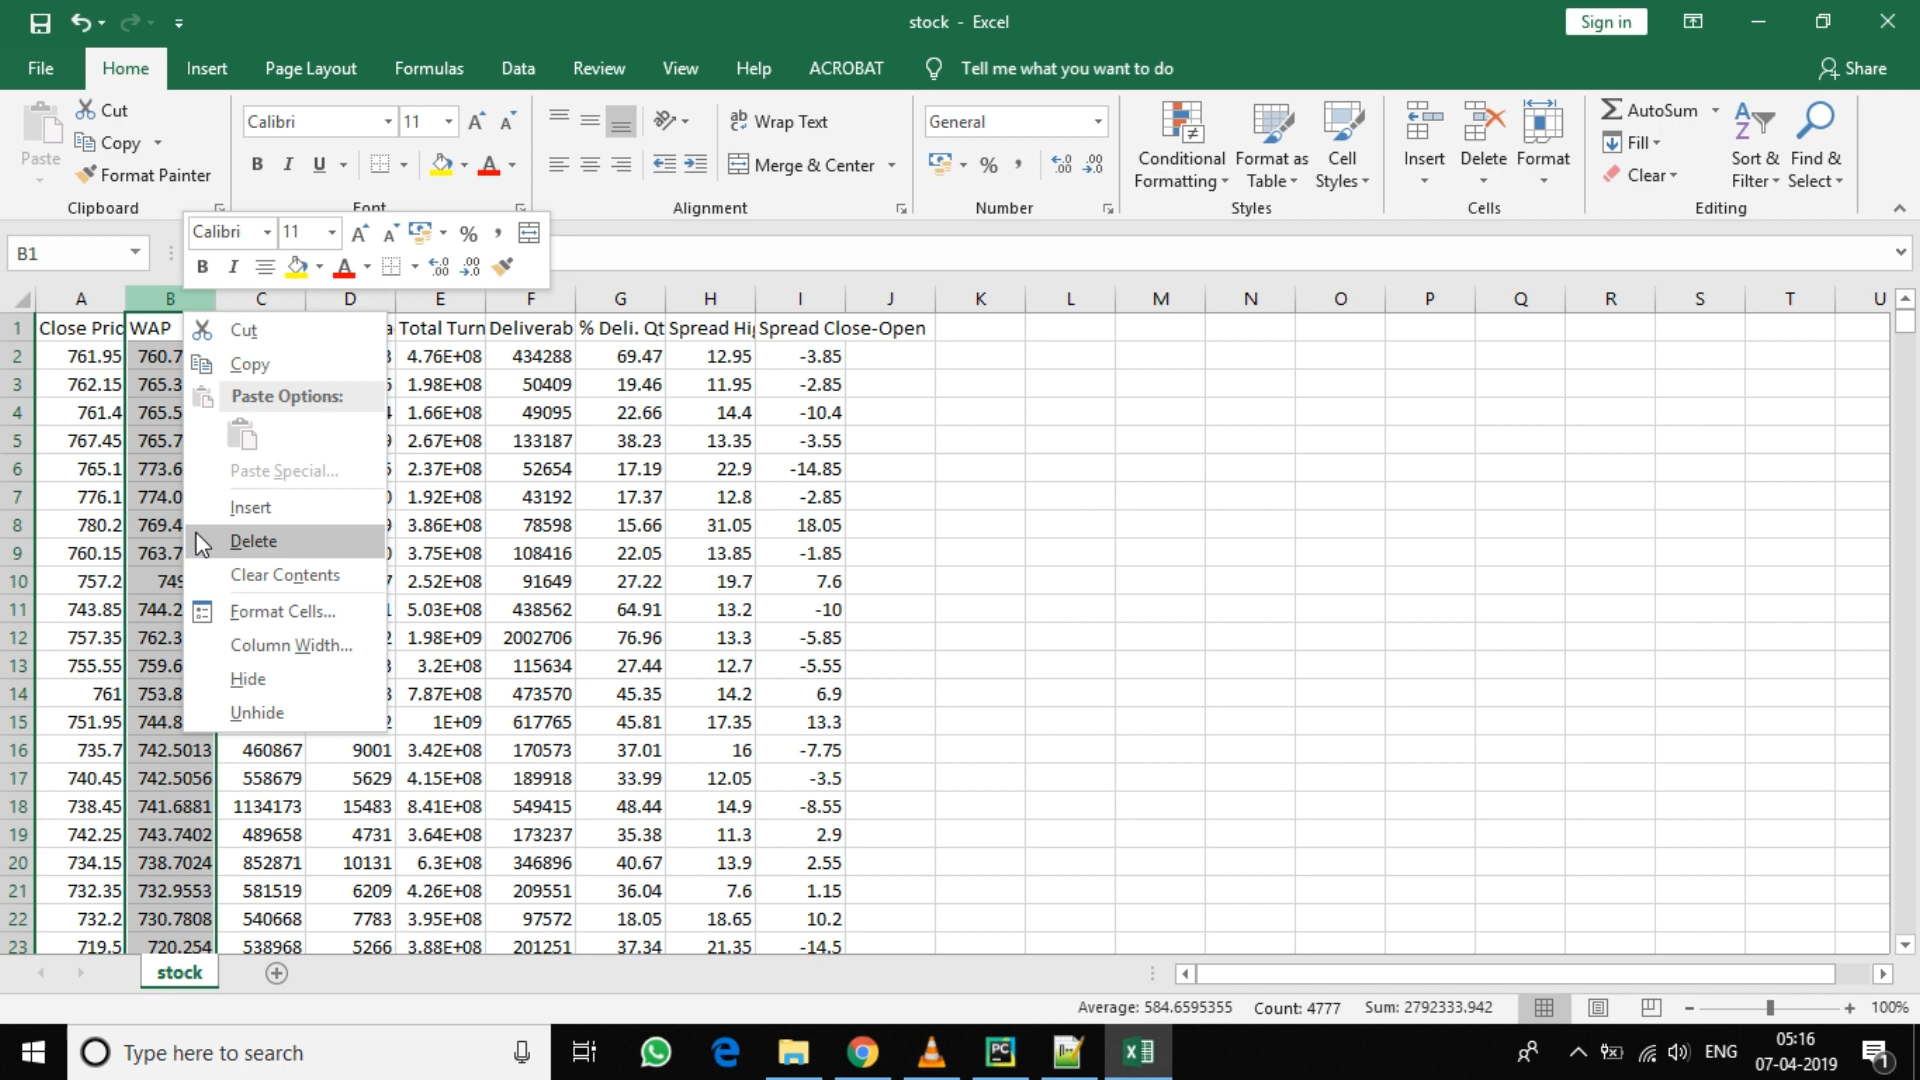 stock - Excel
Sign in
File Home Insert Page Layout Formulas Data Review View Help ACROBAT Tell me what you want to do Share
Paste
Cut
Copy
Format Painter
Clipboard
Calibri 11
B I U
Font
Wrap Text
Merge & Center
Alignment
General
Number
Conditional Formatting
Format as Table
Cell Styles
Styles
Insert Delete Format
Cells
AutoSum
Fill
Clear
Sort & Filter
Find & Select
Editing
B1
Calibri 11
B I
A B C D E F G H I J K L M N O P Q R S T U
1 Close Pric WAP Total Turn Deliverab % Deli. Qt Spread Hig Spread Close-Open
2 761.95 760.7 4.76E+08 434288 69.47 12.95 -3.85
3 762.15 765.3 1.98E+08 50409 19.46 11.95 -2.85
4 761.4 765.5 1.66E+08 49095 22.66 14.4 -10.4
5 767.45 765.7 2.67E+08 133187 38.23 13.35 -3.55
6 765.1 773.6 2.37E+08 52654 17.19 22.9 -14.85
7 776.1 774.0 1.92E+08 43192 17.37 12.8 -2.85
8 780.2 769.4 3.86E+08 78598 15.66 31.05 18.05
9 760.15 763.7 3.75E+08 108416 22.05 13.85 -1.85
10 757.2 749 2.52E+08 91649 27.22 19.7 7.6
11 743.85 744.2 5.03E+08 438562 64.91 13.2 -10
12 757.35 762.3 1.98E+09 2002706 76.96 13.3 -5.85
13 755.55 759.6 3.2E+08 115634 27.44 12.7 -5.55
14 761 753.8 7.87E+08 473570 45.35 14.2 6.9
15 751.95 744.8 1E+09 617765 45.81 17.35 13.3
16 735.7 742.5013 460867 9001 3.42E+08 170573 37.01 16 -7.75
17 740.45 742.5056 558679 5629 4.15E+08 189918 33.99 12.05 -3.5
18 738.45 741.6881 1134173 15483 8.41E+08 549415 48.44 14.9 -8.55
19 742.25 743.7402 489658 4731 3.64E+08 173237 35.38 11.3 2.9
20 734.15 738.7024 852871 10131 6.3E+08 346896 40.67 13.9 2.55
21 732.35 732.9553 581519 6209 4.26E+08 209551 36.04 7.6 1.15
22 732.2 730.7808 540668 7783 3.95E+08 97572 18.05 18.65 10.2
23 719.5 720.254 538968 5266 3.88E+08 201251 37.34 21.35 -14.5
Cut
Copy
Paste Options:
Paste Special...
Insert
Delete
Clear Contents
Format Cells...
Column Width...
Hide
Unhide
stock
Average: 584.6595355 Count: 4777 Sum: 2792333.942 100%
Type here to search
ENG
05:16
07-04-2019
1